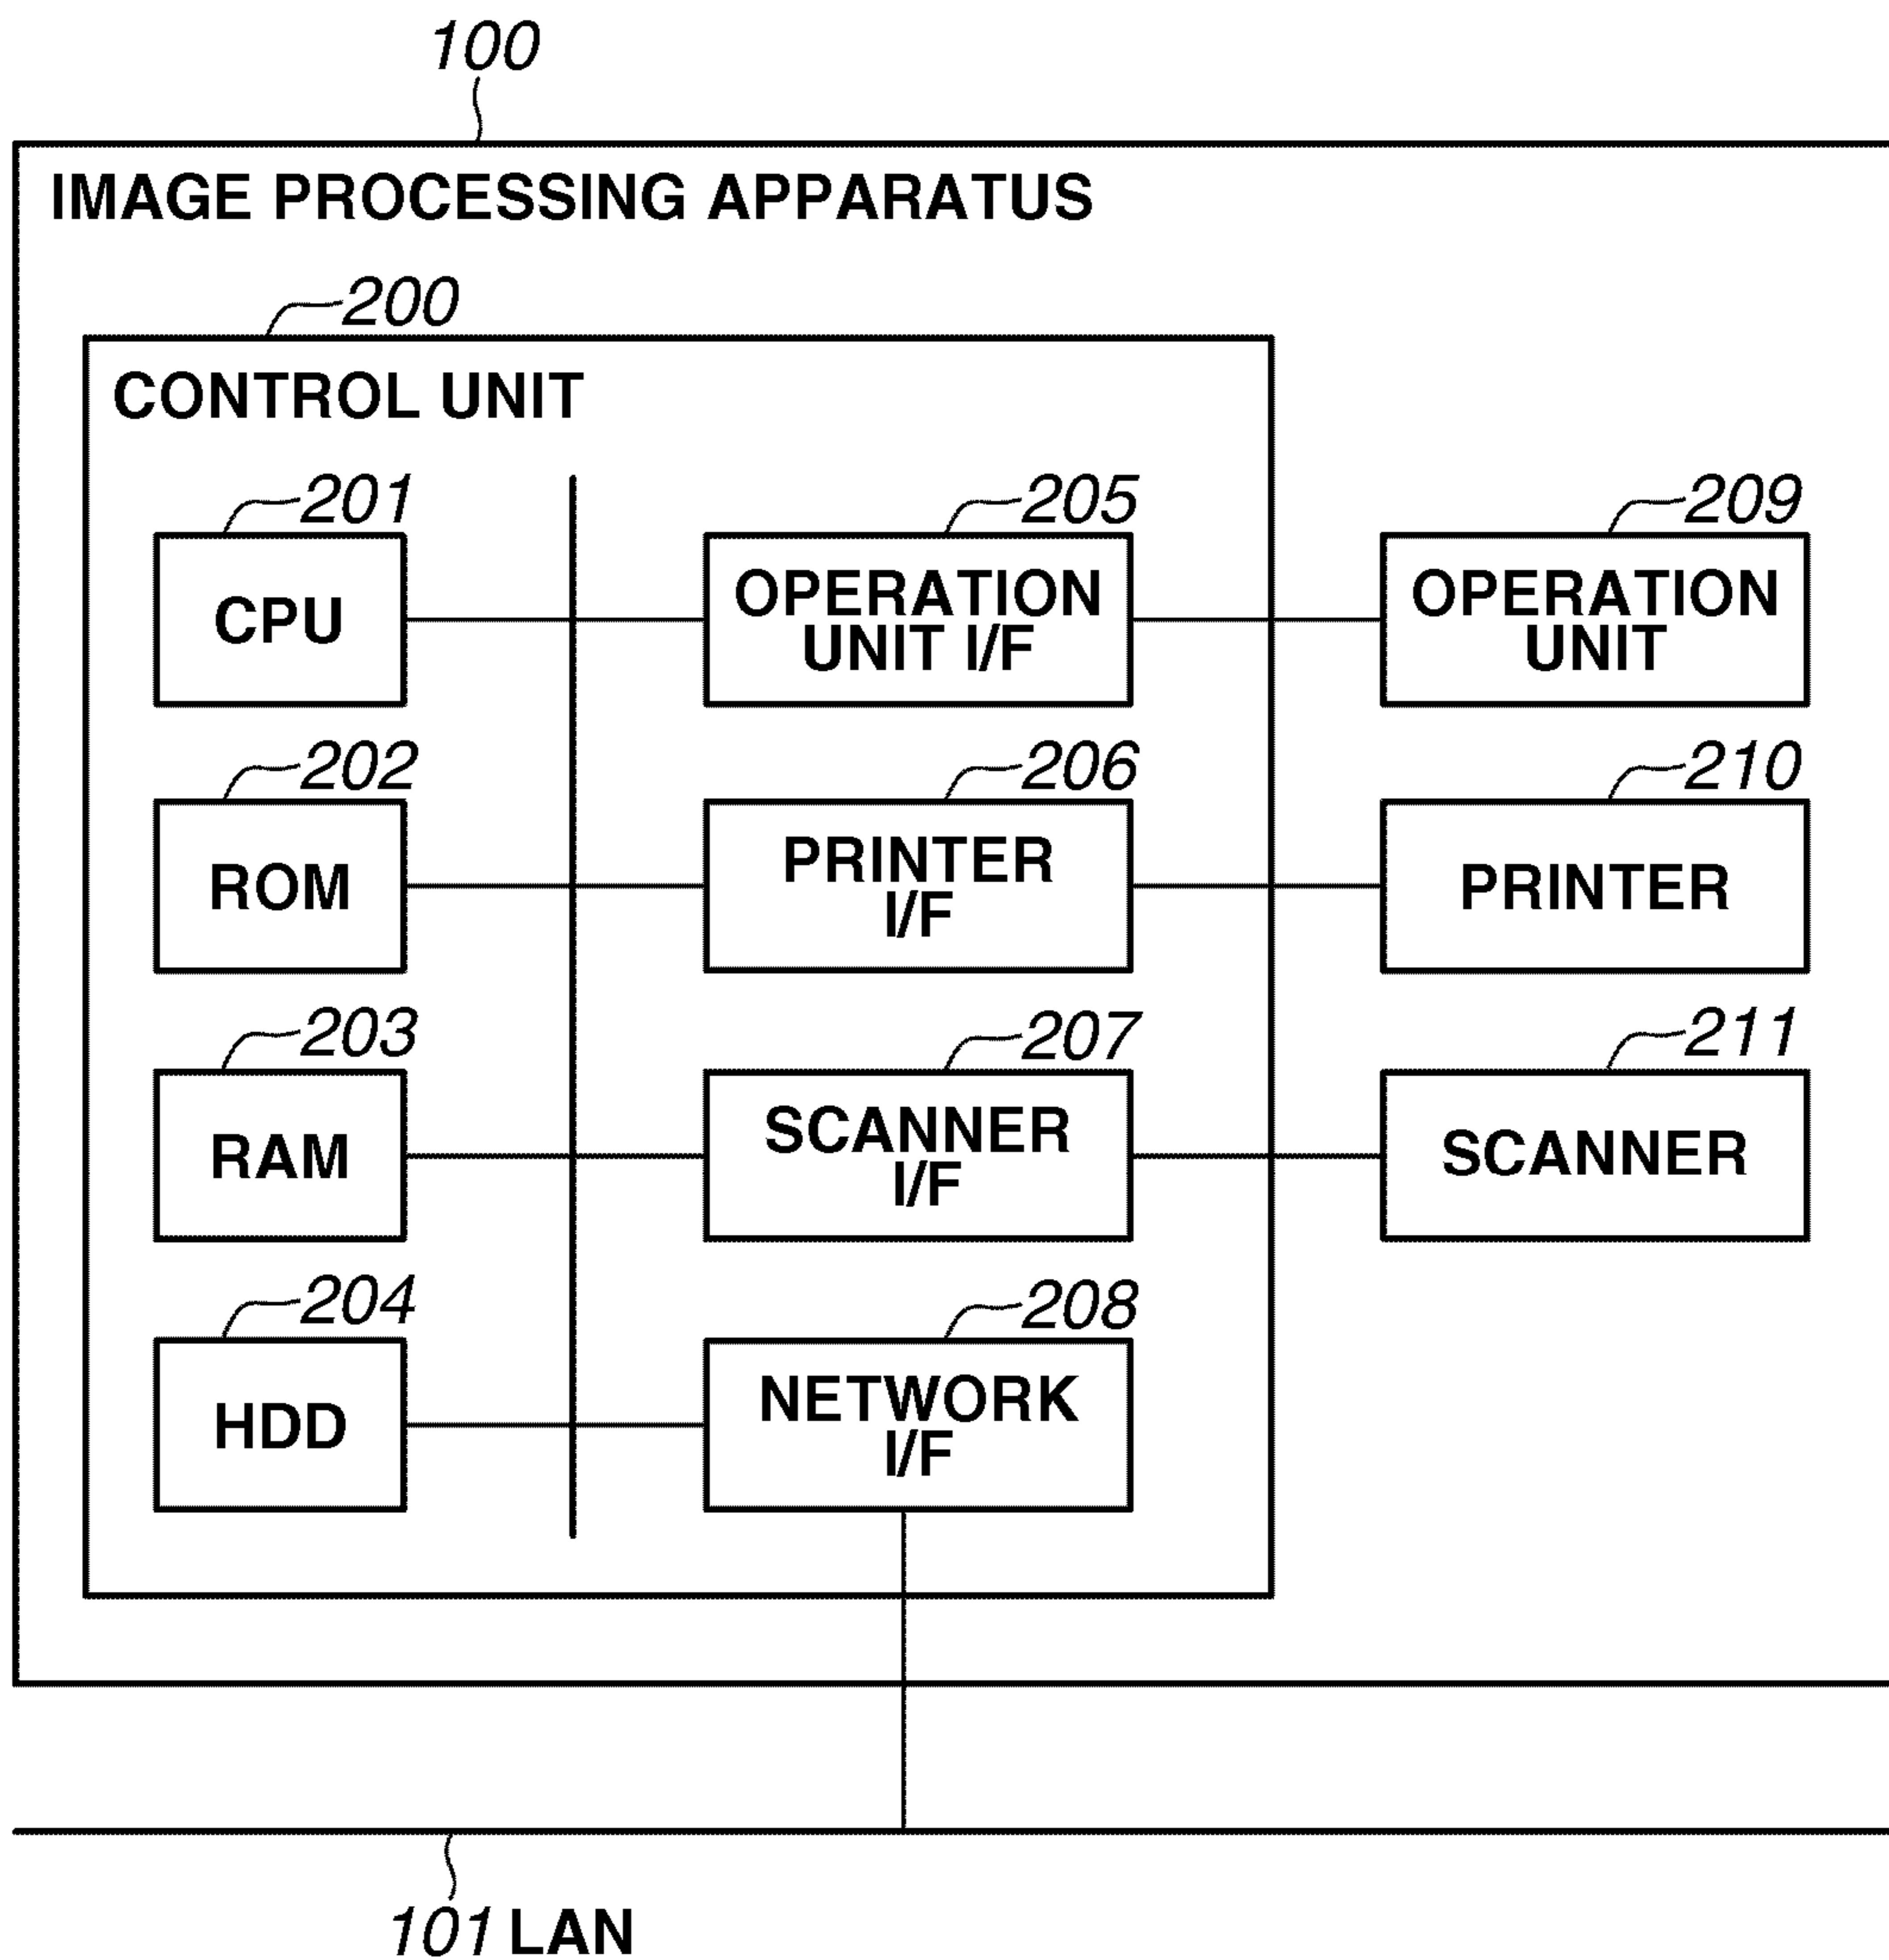 100
IMAGE PROCESSING APPARATUS
200
CONTROL UNIT
201
CPU
205
OPERATION
UNIT I/F
209
OPERATION
UNIT
202
ROM
206
PRINTER
I/F
210
PRINTER
203
RAM
207
SCANNER
I/F
211
SCANNER
204
HDD
208
NETWORK
I/F
101 LAN